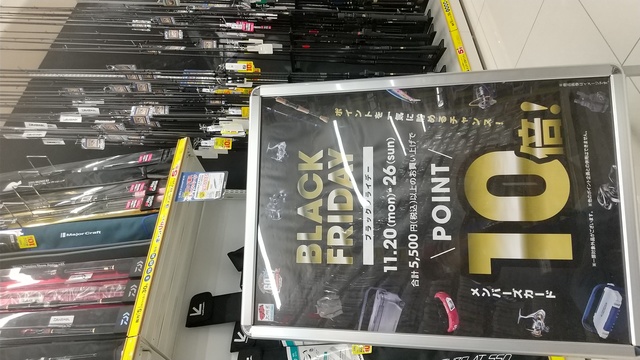 ポイントを一気に貯めるチャンス!
BLACK
FRIDAY
ブラックフライデー
11.20(mon)-26(sun)
合計5,500円(税込)以上のお買い上げで
POINT
10倍!
メンバーズカード
Major Craft